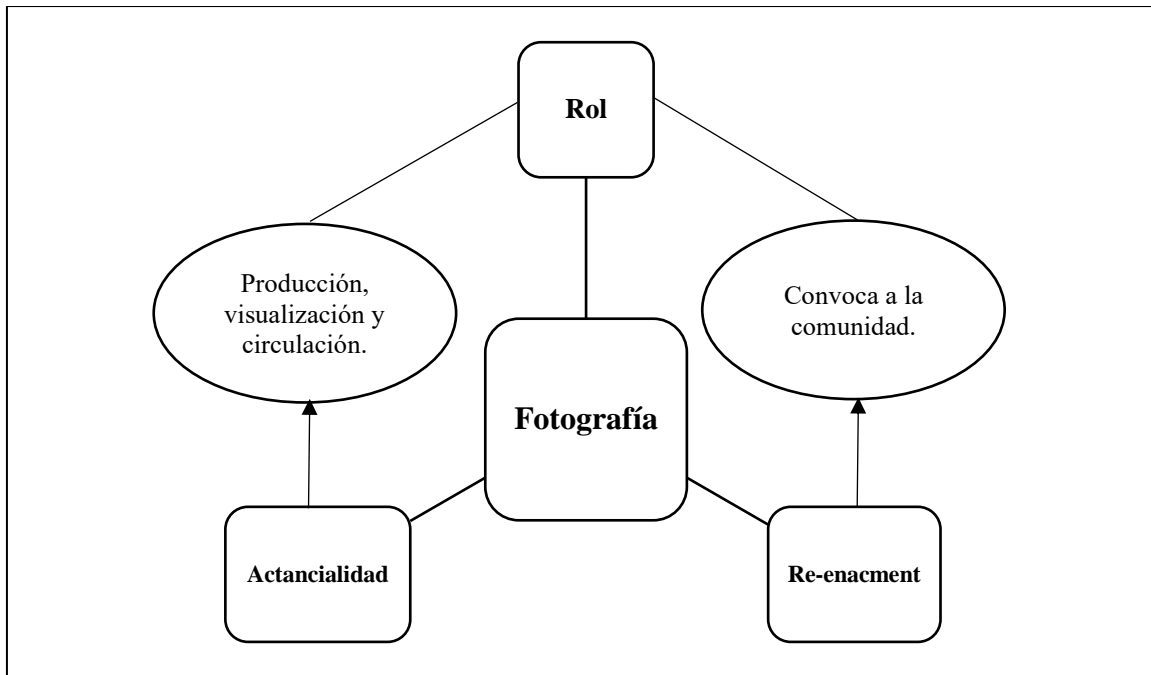 Rol
Producción,
visualización y
circulación.
Convoca a la
comunidad.
Fotografía
Actancialidad
Re-enacment